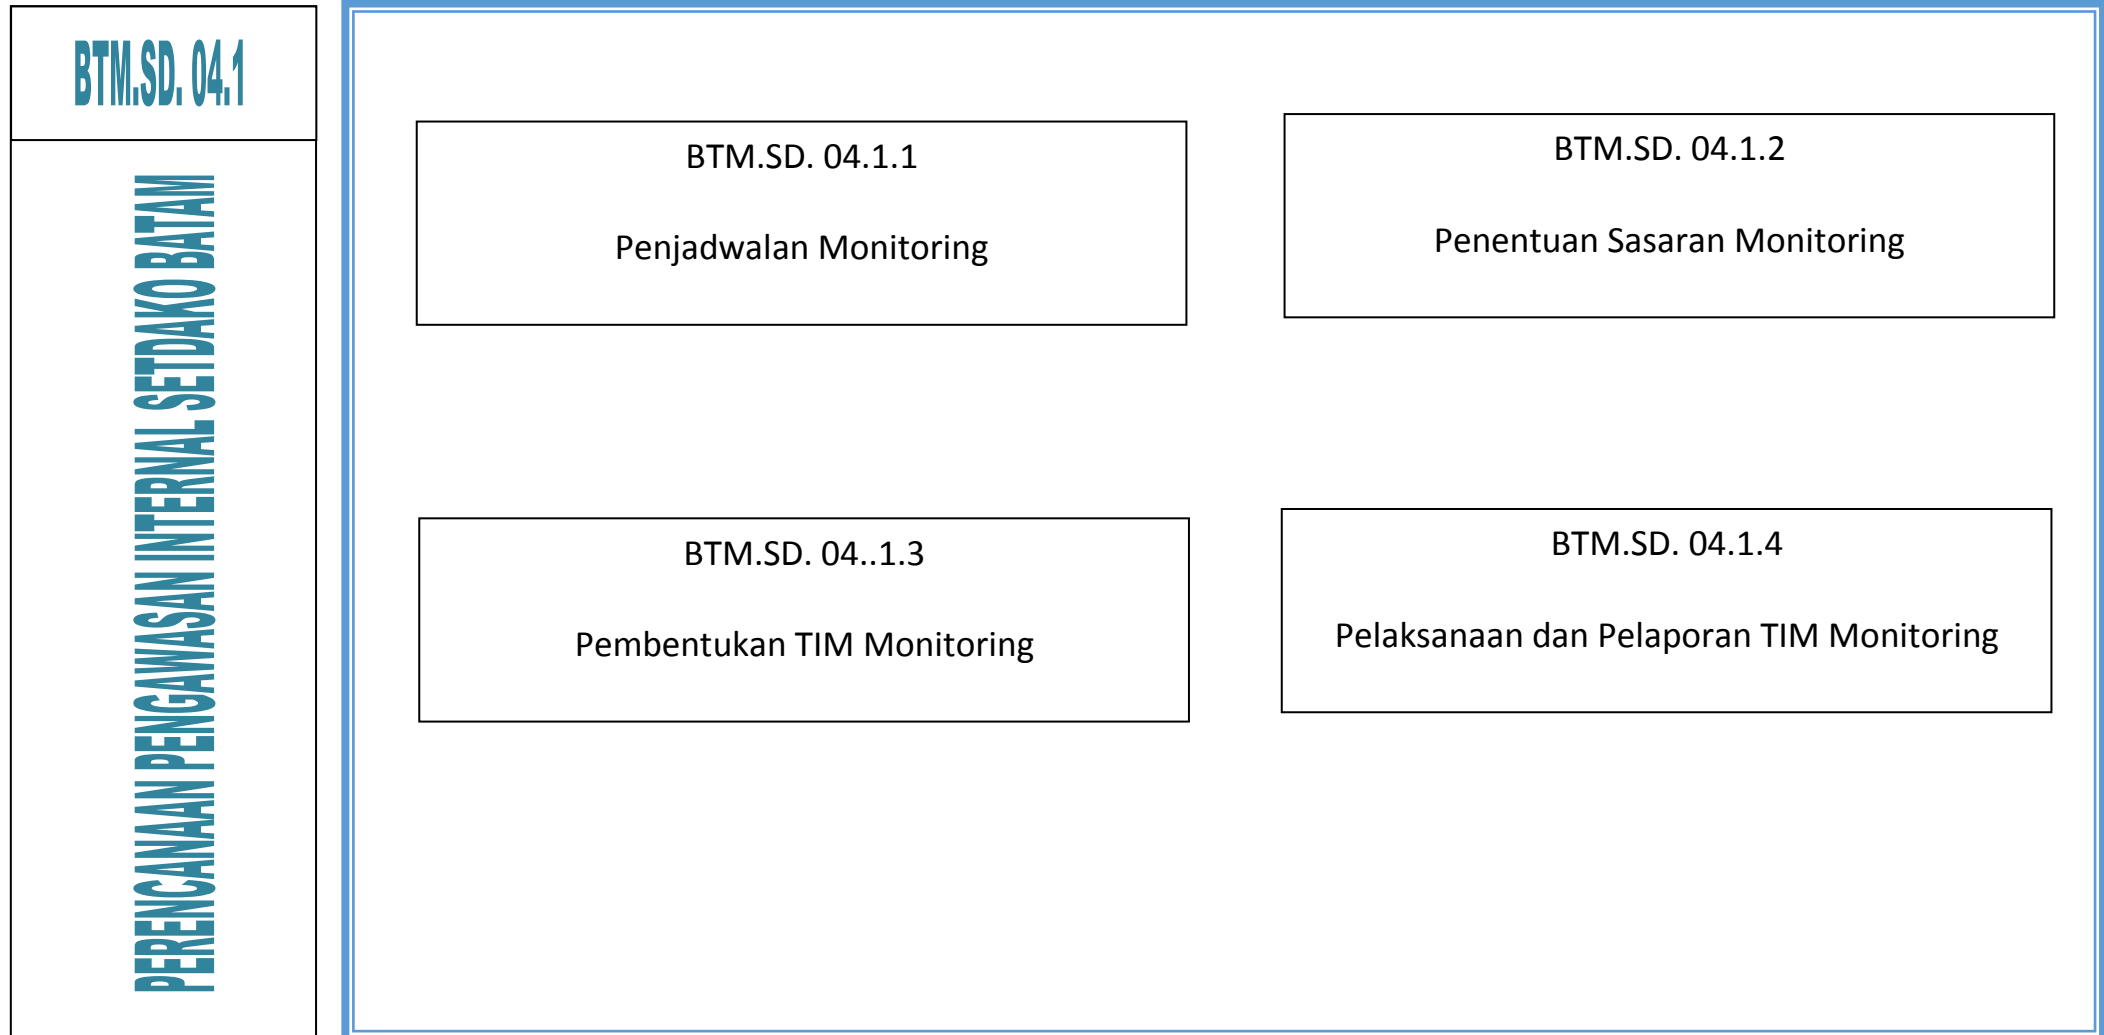 BTM.SD. 04.1
PERENCANAAN PENGAWASAN INTERNAL SETDAKO BATAM
BTM.SD. 04.1.1
Penjadwalan Monitoring
BTM.SD. 04.1.2
Penentuan Sasaran Monitoring
BTM.SD. 04..1.3
Pembentukan TIM Monitoring
BTM.SD. 04.1.4
Pelaksanaan dan Pelaporan TIM Monitoring